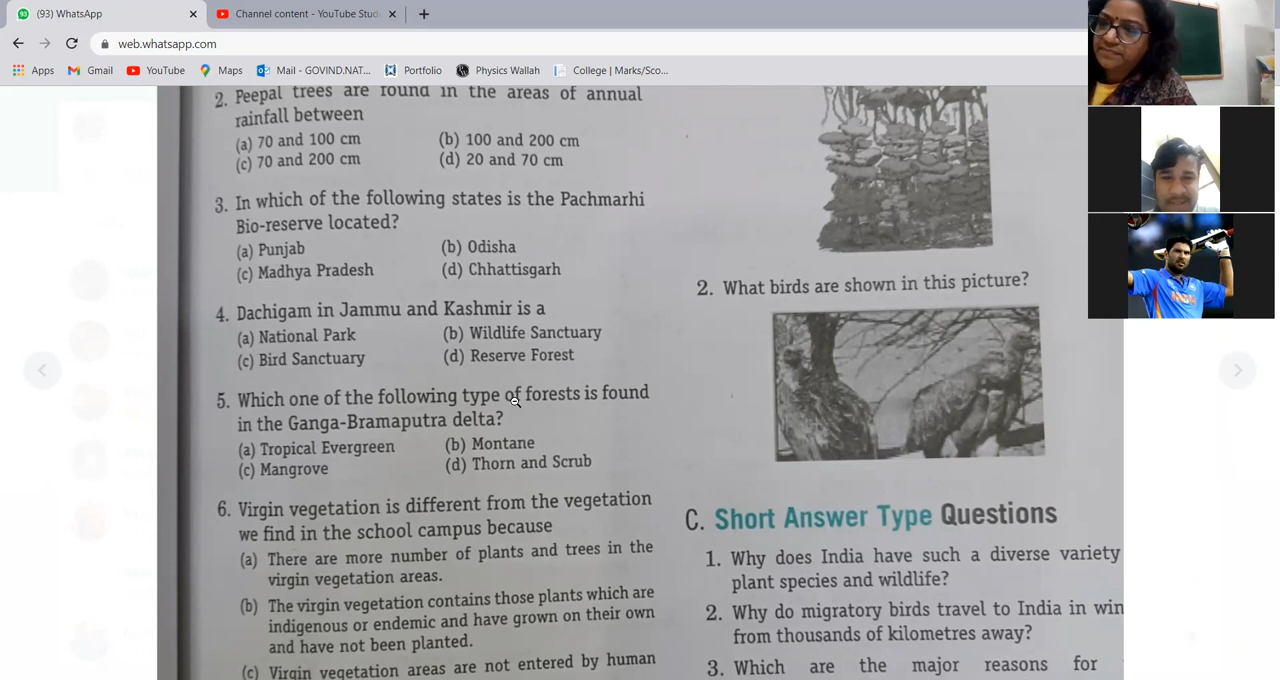 (93) WhatsApp
Channel content - YouTube Stud
web.whatsapp.com
Apps
Gmail
YouTube
Maps
Mail - GOVIND.NAT...
Portfolio
Physics Wallah
College | Marks/Sco...
2. Peepal trees are found in the areas of annual
rainfall between
(a) 70 and 100 cm (b) 100 and 200 cm
(c) 70 and 200 cm (d) 20 and 70 cm
3. In which of the following states is the Pachmarhi
Bio-reserve located?
(a) Punjab (b) Odisha
(c) Madhya Pradesh (d) Chhattisgarh
4. Dachigam in Jammu and Kashmir is a
(a) National Park (b) Wildlife Sanctuary
(c) Bird Sanctuary (d) Reserve Forest
5. Which one of the following type of forests is found
in the Ganga-Bramaputra delta?
(a) Tropical Evergreen (b) Montane
(c) Mangrove (d) Thorn and Scrub
6. Virgin vegetation is different from the vegetation
we find in the school campus because
(a) There are more number of plants and trees in the
virgin vegetation areas.
(b) The virgin vegetation contains those plants which are
indigenous or endemic and have grown on their own
and have not been planted.
(c) Virgin vegetation areas are not entered by human
2. What birds are shown in this picture?
C. Short Answer Type Questions
1. Why does India have such a diverse variety
plant species and wildlife?
2. Why do migratory birds travel to India in win
from thousands of kilometres away?
3. Which are the major reasons for